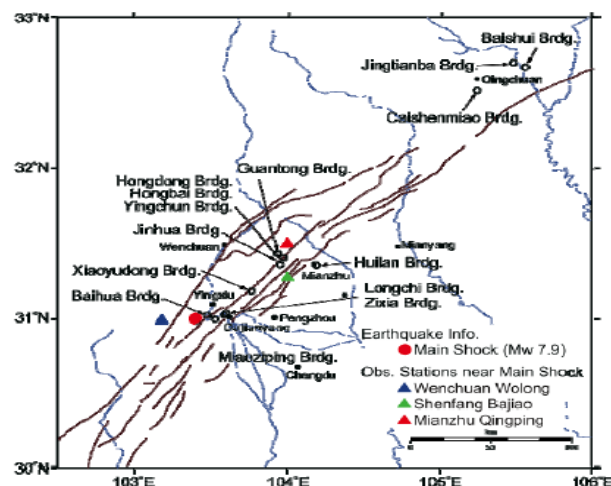 33°N
Baishui Brdg.
Jingtianba Brdg.
Qingchuan
Caishenmiao Brdg.
32°N
Guantong Brdg.
Hongdong Brdg.
Hongbai Brdg.
Yingchun Brdg.
Jinhua Brdg.
Wenchuan
Mianyang
Huilan Brdg.
Mianzhu
Xiaoyudong Brdg.
Longchi Brdg.
Zixia Brdg.
Baihua Brdg.
Yingxiu
31°N
Pengzhou
Earthquake Info.
Main Shock (Mw 7.9)
Miaoziping Brdg.
Obs. Stations near Main Shock
Wenchuan Wolong
Shenfang Bajiao
Mianzhu Qingping
30°N
103°E
104°E
105°E
106°E